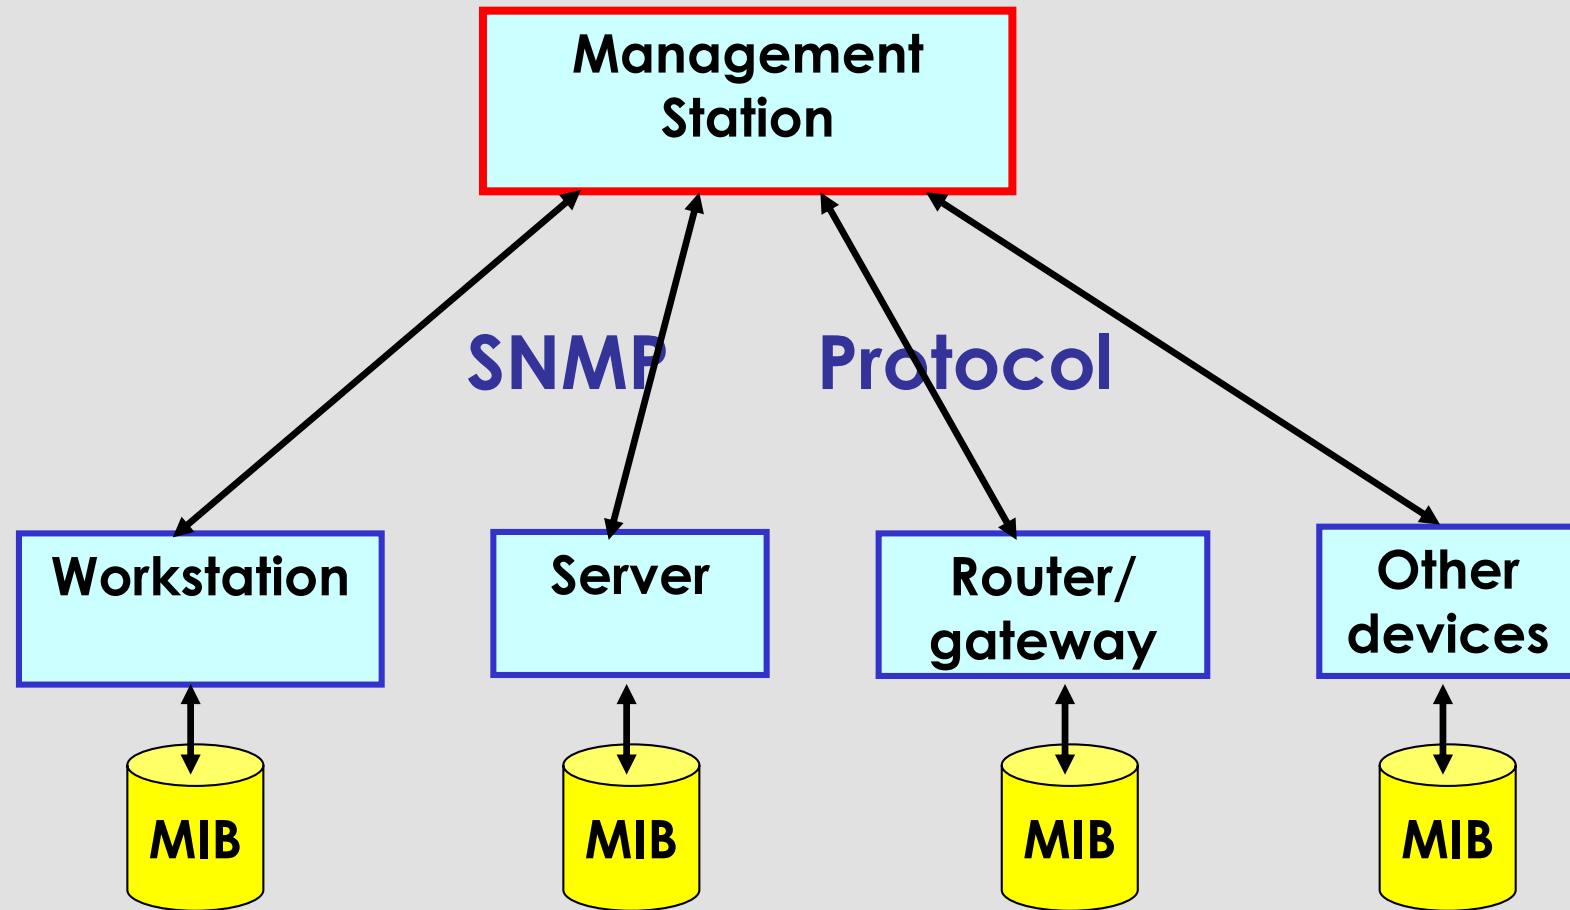 Management
Station
SNMP Protocol
Workstation
Server
Router/
gateway
Other
devices
MIB
MIB
MIB
MIB